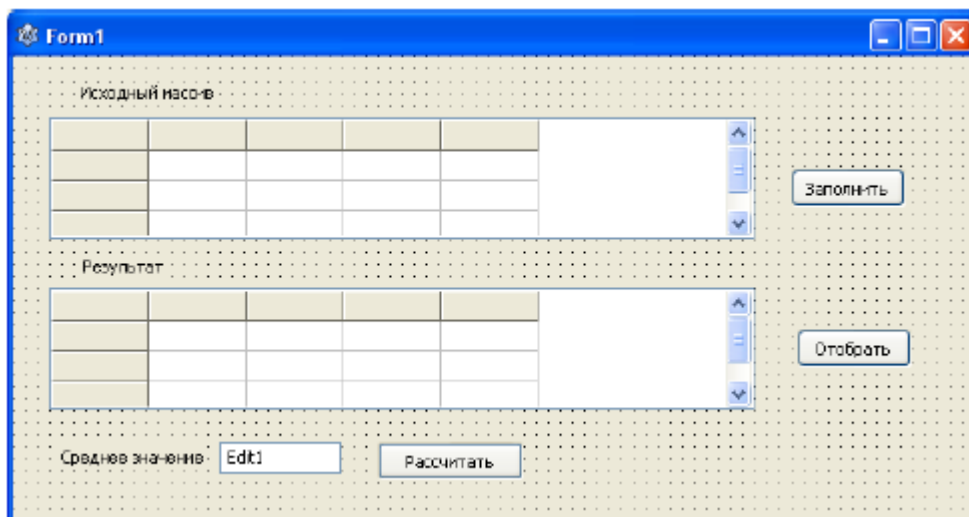 Form1
Исходный массив
Заполнить
Результат
Отобрать
Среднее значение
Edit1
Рассчитать